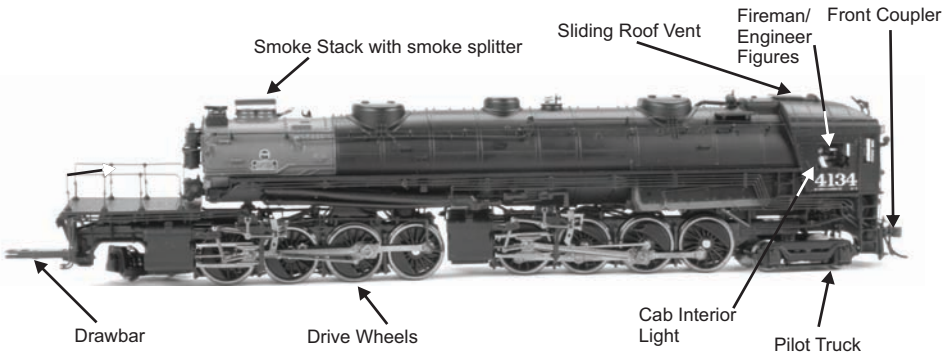 Smoke Stack with smoke splitter
Sliding Roof Vent
Fireman/
Engineer
Figures
Front Coupler
4134
Drawbar
Drive Wheels
Cab Interior
Light
Pilot Truck